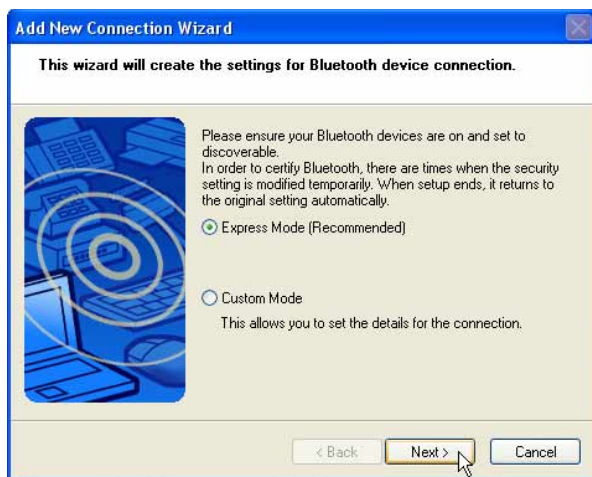 Add New Connection Wizard
This wizard will create the settings for Bluetooth device connection.
Please ensure your Bluetooth devices are on and set to
discoverable.
In order to certify Bluetooth, there are times when the security
setting is modified temporarily. When setup ends, it returns to
the original setting automatically.
Express Mode (Recommended)
Custom Mode
This allows you to set the details for the connection.
< Back
Next >
Cancel